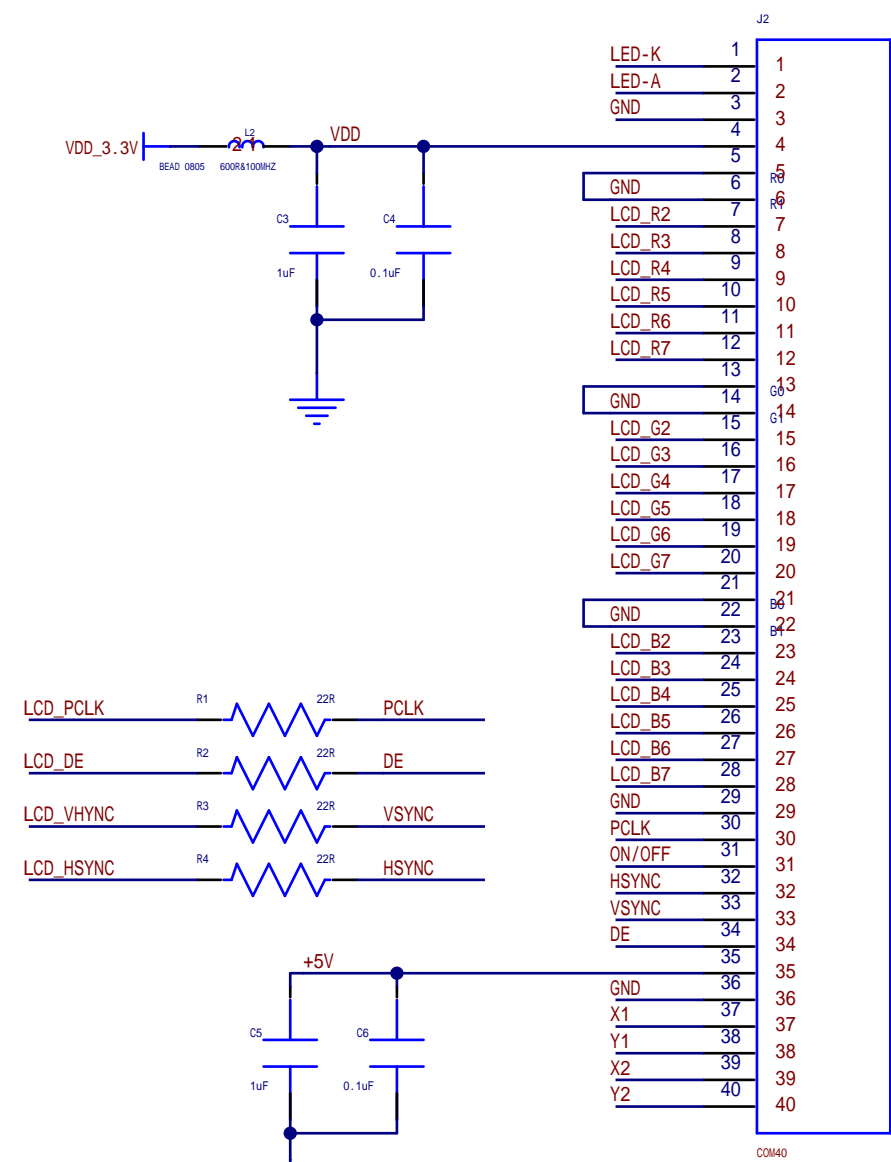 J2
LED-K 1 1
LED-A 2 2
GND 3 3
VDD_3.3V 2 L2 1 VDD 4 4
BEAD 0805 600R&100MHZ
5 5 R0
GND 6 6 R1
C3 C4 LCD_R2 7 7
LCD_R3 8 8
1uF 0.1uF LCD_R4 9 9
LCD_R5 10 10
LCD_R6 11 11
LCD_R7 12 12
13 13 G0
GND 14 14 G1
LCD_G2 15 15
LCD_G3 16 16
LCD_G4 17 17
LCD_G5 18 18
LCD_G6 19 19
LCD_G7 20 20
21 21 B0
GND 22 22 B1
LCD_B2 23 23
LCD_B3 24 24
LCD_B4 25 25
LCD_B5 26 26
LCD_B6 27 27
LCD_B7 28 28
GND 29 29
PCLK 30 30
ON/OFF 31 31
HSYNC 32 32
VSYNC 33 33
DE 34 34
LCD_PCLK R1 22R PCLK
LCD_DE R2 22R DE
LCD_VHYNC R3 22R VSYNC
LCD_HSYNC R4 22R HSYNC
+5V 35 35
GND 36 36
X1 37 37
C5 C6 Y1 38 38
1uF 0.1uF X2 39 39
Y2 40 40
COM40